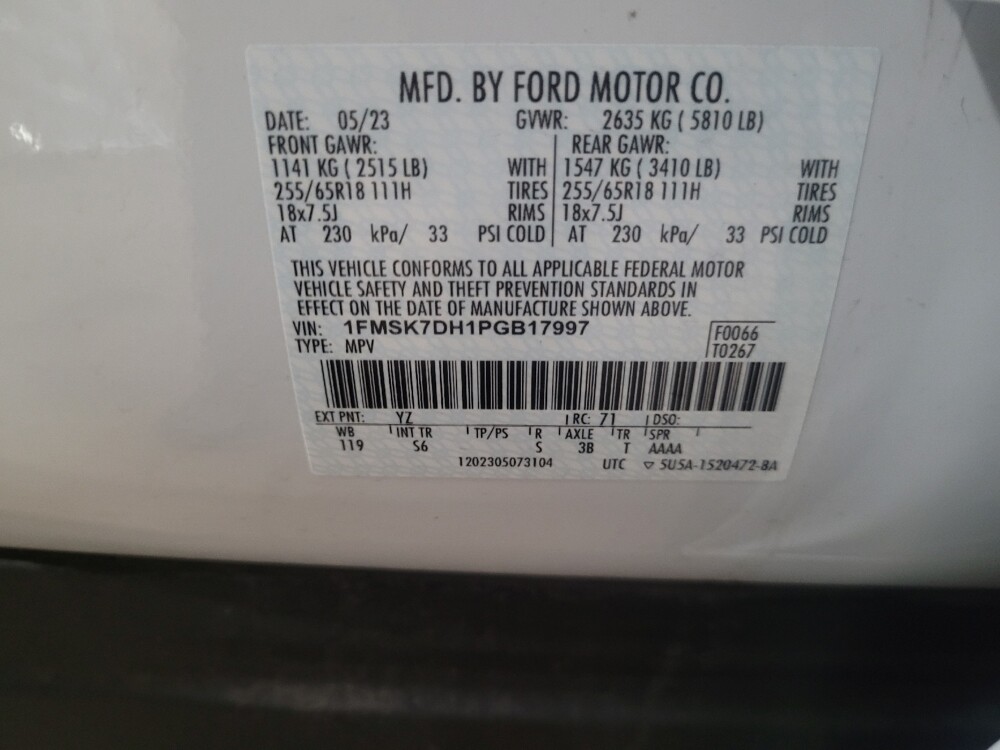 MFD. BY FORD MOTOR CO.
DATE: 05/23 GVWR: 2635 KG ( 5810 LB)
FRONT GAWR: REAR GAWR:
1141 KG ( 2515 LB) WITH 1547 KG ( 3410 LB) WITH
255/65R18 111H TIRES 255/65R18 111H TIRES
18x7.5J RIMS 18x7.5J RIMS
AT 230 kPa/ 33 PSI COLD AT 230 kPa/ 33 PSI COLD
THIS VEHICLE CONFORMS TO ALL APPLICABLE FEDERAL MOTOR
VEHICLE SAFETY AND THEFT PREVENTION STANDARDS IN
EFFECT ON THE DATE OF MANUFACTURE SHOWN ABOVE.
VIN: 1FMSK7DH1PGB17997 F0066
TYPE: MPV T0267
EXT PNT: YZ RC: 71 DSO:
WB INT TR TP/PS R AXLE TR SPR
119 S6 S 3B T AAAA
1202305073104 UTC ▽ 5U5A-1520472-BA